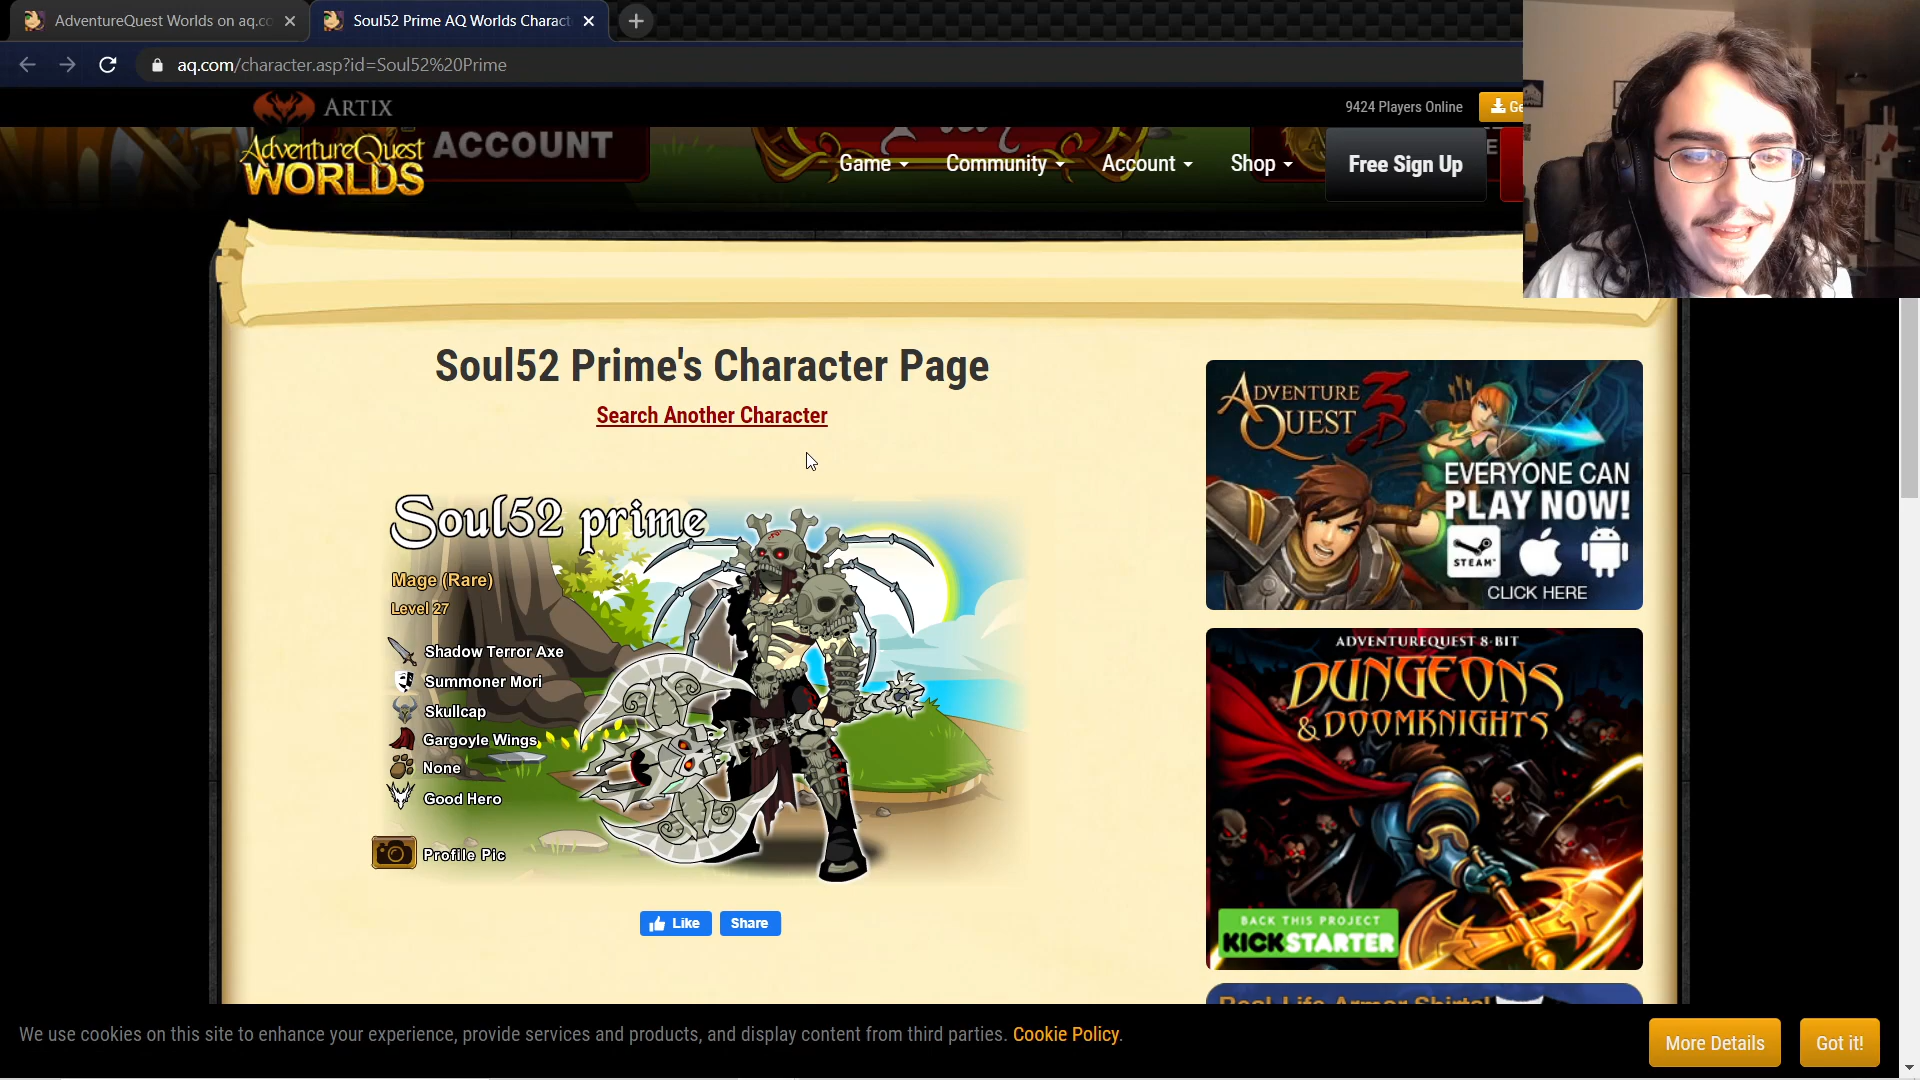 AdventureQuest Worlds on aq.co
Soul52 Prime AQ Worlds Charact
aq.com/character.asp?id=Soul52%20Prime
ARTIX
9424 Players Online
Ge
AdventureQuest
WORLDS
ACCOUNT
Game
Community
Account
Shop
Free Sign Up
Soul52 Prime's Character Page
Search Another Character
Soul52 prime
Mage (Rare)
Level 27
Shadow Terror Axe
Summoner Mori
Skullcap
Gargoyle Wings
None
Good Hero
Profile Pic
Like
Share
ADVENTURE
QUEST 3D
EVERYONE CAN
PLAY NOW!
STEAM
CLICK HERE
ADVENTUREQUEST 8-BIT
DUNGEONS
& DOOMKNIGHTS
BACK THIS PROJECT
KICKSTARTER
Real-Life Armor Shirts!
We use cookies on this site to enhance your experience, provide services and products, and display content from third parties. Cookie Policy.
More Details
Got it!